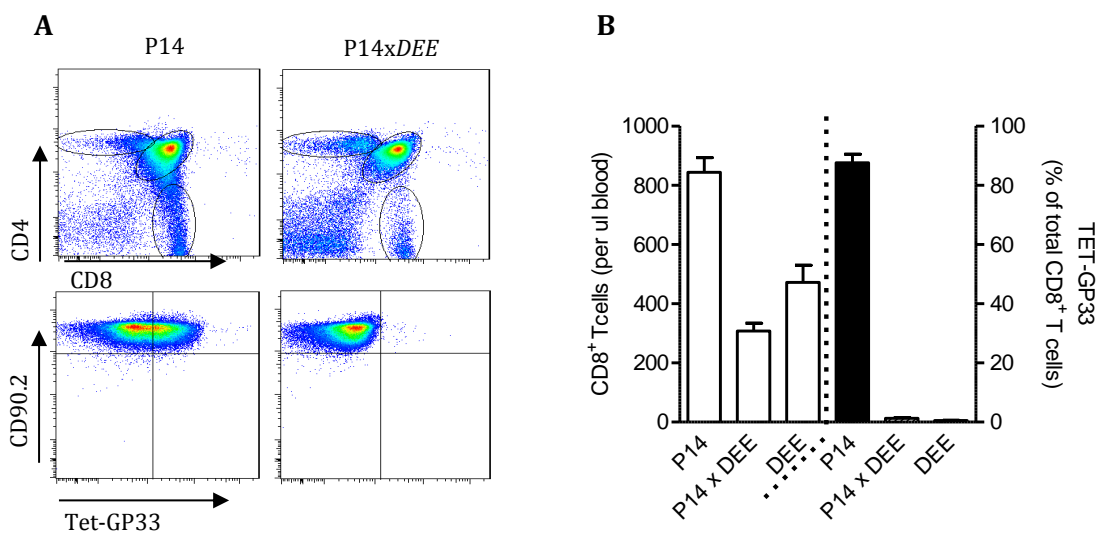 A
P14
P14xDEE
CD4
CD8
CD90.2
Tet-GP33
B
CD8+ Tcells (per ul blood)
1000
800
600
400
200
0
100
80
60
40
20
0
TET-GP33
(% of total CD8+ T cells)
P14
P14 x DEE
DEE
P14
P14 x DEE
DEE